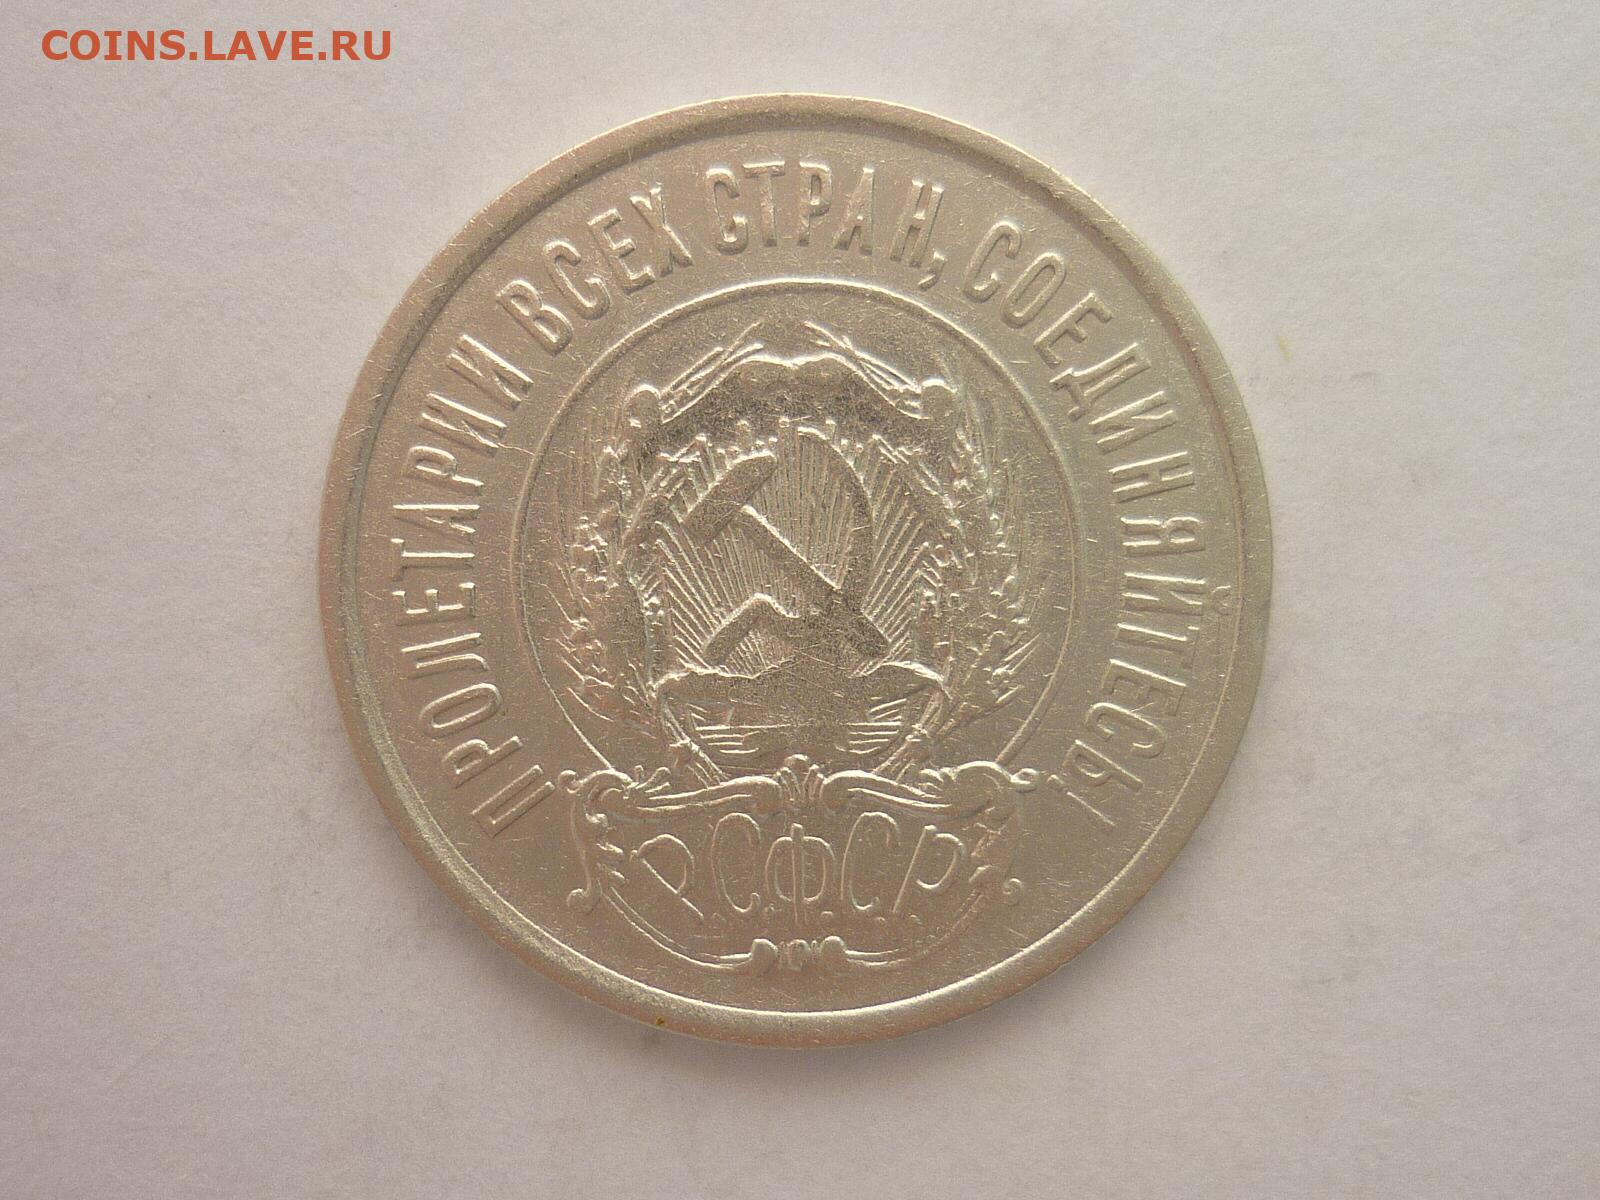 COINS.LAVE.RU
ПРОЛЕТАРИИ ВСЕХ СТРАН, СОЕДИНЯЙТЕСЬ!
Р.С.Ф.С.Р.